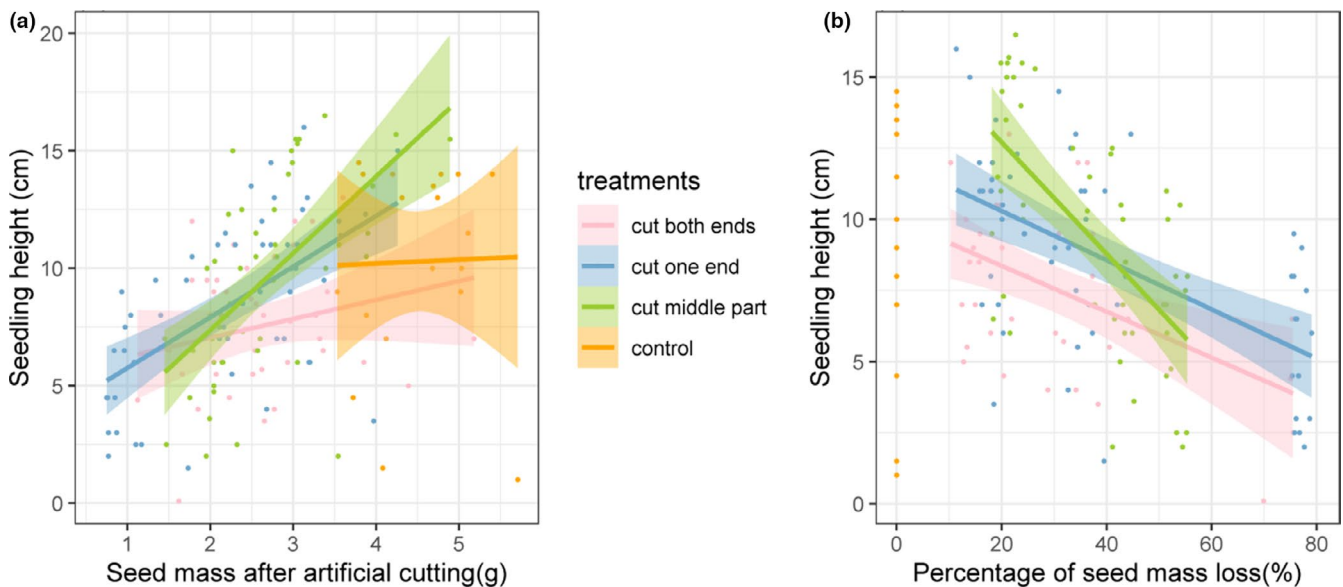 (a)
20
15
10
5
0
Seedling height (cm)
1 2 3 4 5
Seed mass after artificial cutting(g)
treatments
cut both ends
cut one end
cut middle part
control
(b)
15
10
5
0
Seedling height (cm)
0 20 40 60 80
Percentage of seed mass loss(%)